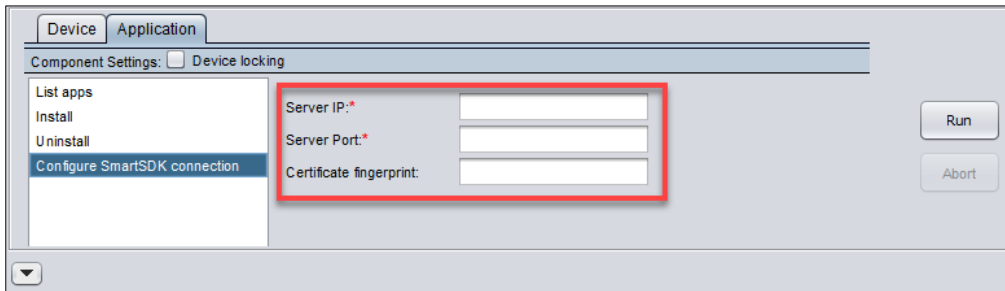 Device Application
Component Settings: Device locking
List apps
Install
Uninstall
Configure SmartSDK connection
Server IP:*
Server Port:*
Certificate fingerprint:
Run
Abort